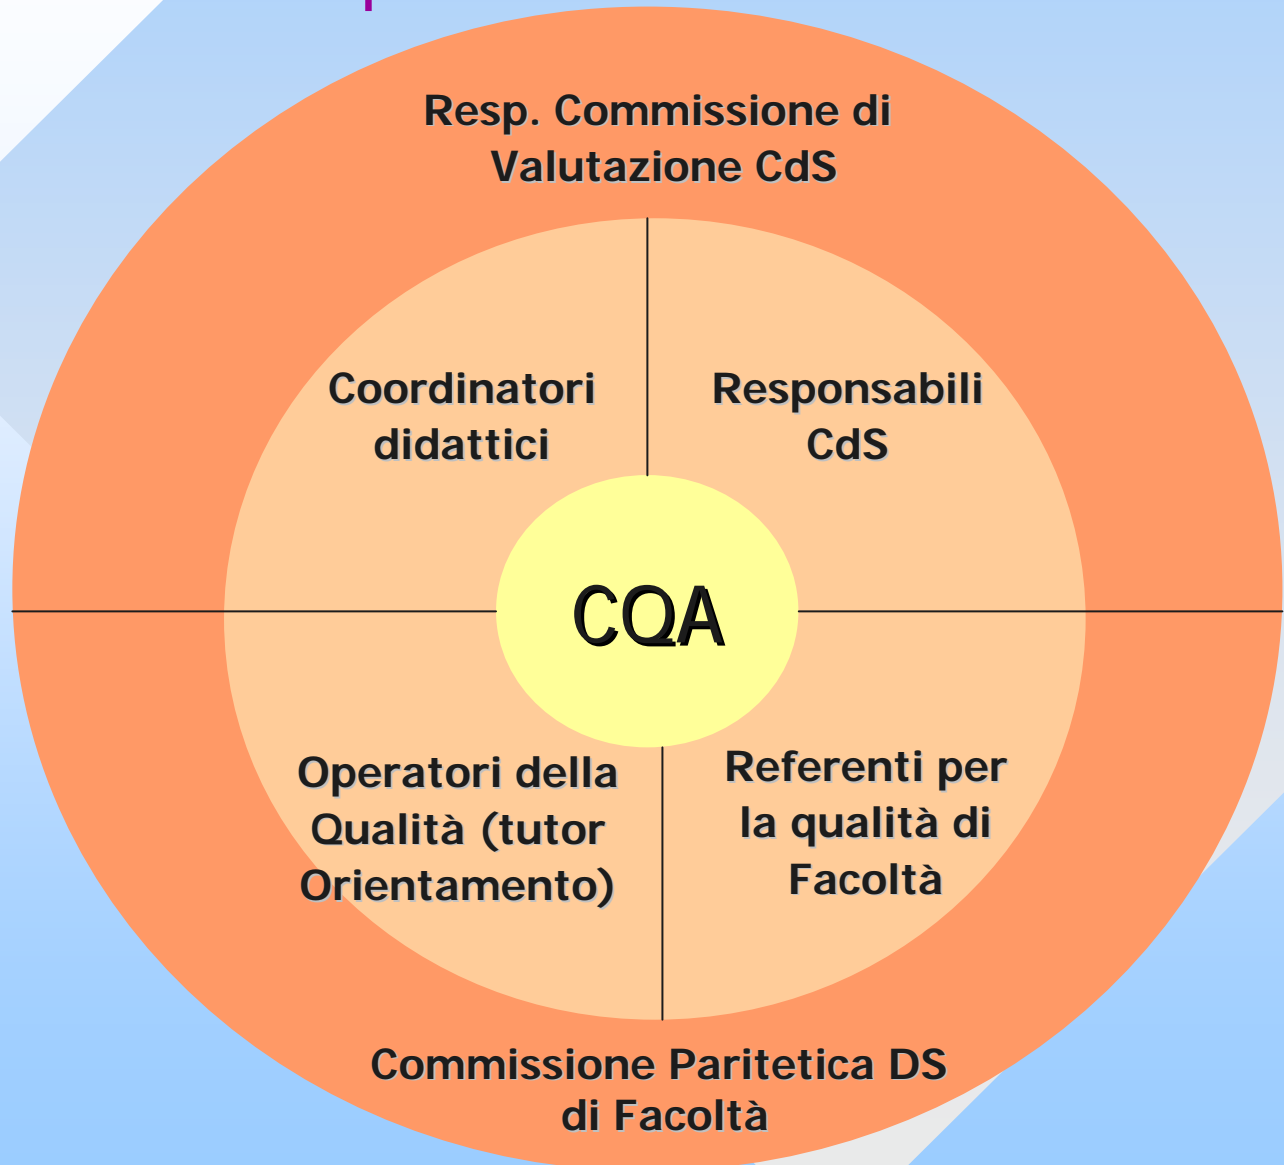 Resp. Commissione di
Valutazione CdS
Coordinatori
didattici
Responsabili
CdS
CQA
Operatori della
Qualità (tutor
Orientamento)
Referenti per
la qualità di
Facoltà
Commissione Paritetica DS
di Facoltà